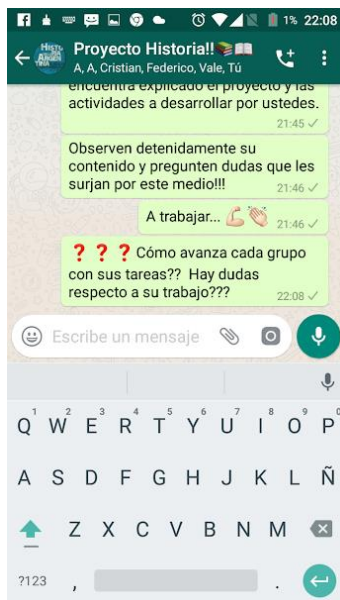 1% 22:08
Proyecto Historia!!📚📖
A, A, Cristian, Federico, Vale, Tú
encuentra explicado el proyecto y las
actividades a desarrollar por ustedes.
21:45
Observen detenidamente su
contenido y pregunten dudas que les
surjan por este medio!!!
21:46
A trabajar... 💪👏
21:46
❓❓❓Cómo avanza cada grupo
con sus tareas?? Hay dudas
respecto a su trabajo???
22:08
Escribe un mensaje
1 2 3 4 5 6 7 8 9 0
Q W E R T Y U I O P
A S D F G H J K L Ñ
Z X C V B N M
?123 , .